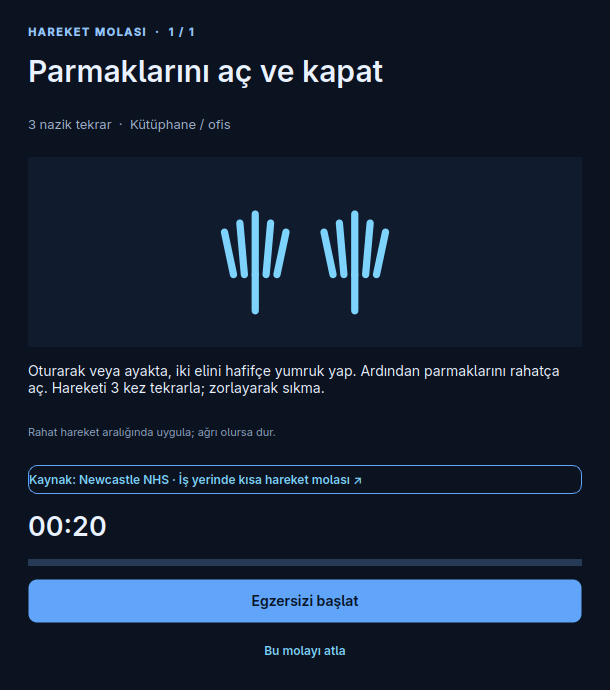 HAREKET MOLASI · 1 / 1
Parmaklarını aç ve kapat
3 nazik tekrar · Kütüphane / ofis
Oturarak veya ayakta, iki elini hafifçe yumruk yap. Ardından parmaklarını rahatça
aç. Hareketi 3 kez tekrarla; zorlayarak sıkma.
Rahat hareket aralığında uygula; ağrı olursa dur.
Kaynak: Newcastle NHS · İş yerinde kısa hareket molası ↗
00:20
Egzersizi başlat
Bu molayı atla